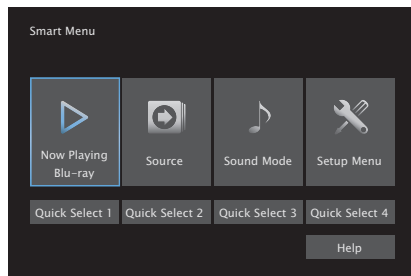 Smart Menu
Now Playing
Blu-ray
Source
Sound Mode
Setup Menu
Quick Select 1
Quick Select 2
Quick Select 3
Quick Select 4
Help